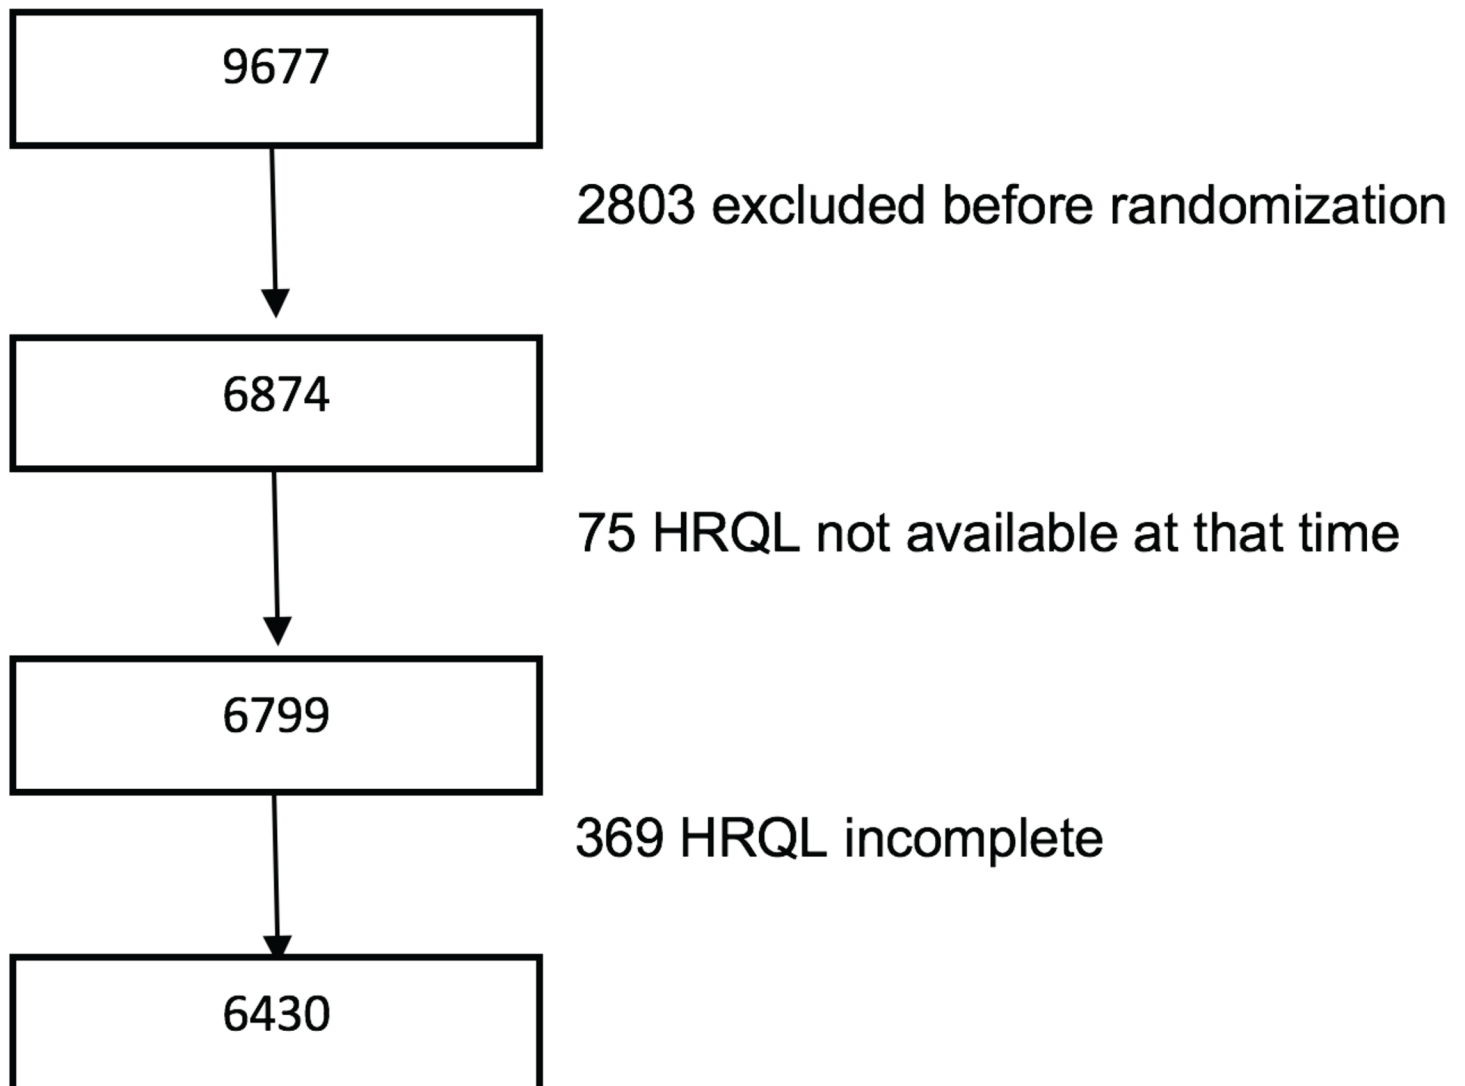 9677
2803 excluded before randomization
6874
75 HRQL not available at that time
6799
369 HRQL incomplete
6430